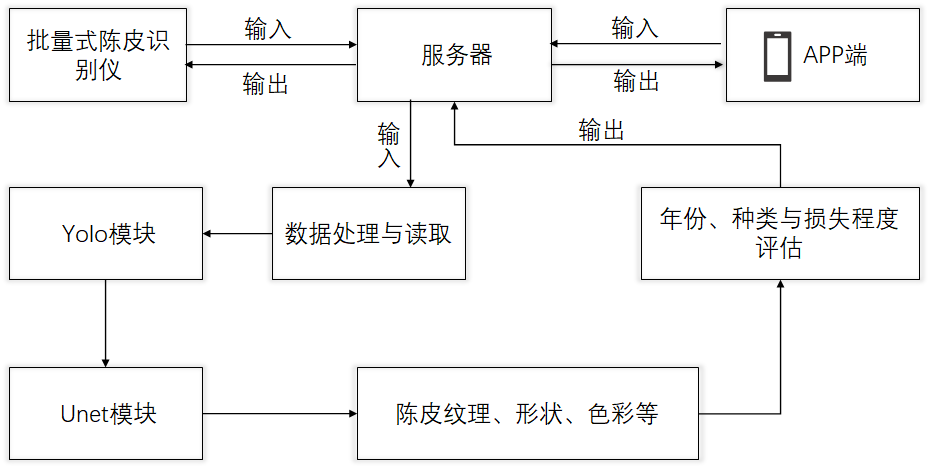 批量式陈皮识
别仪
输入
输出
服务器
输入
输出
APP端
输
入
输出
Yolo模块
数据处理与读取
年份、种类与损失程度
评估
Unet模块
陈皮纹理、形状、色彩等